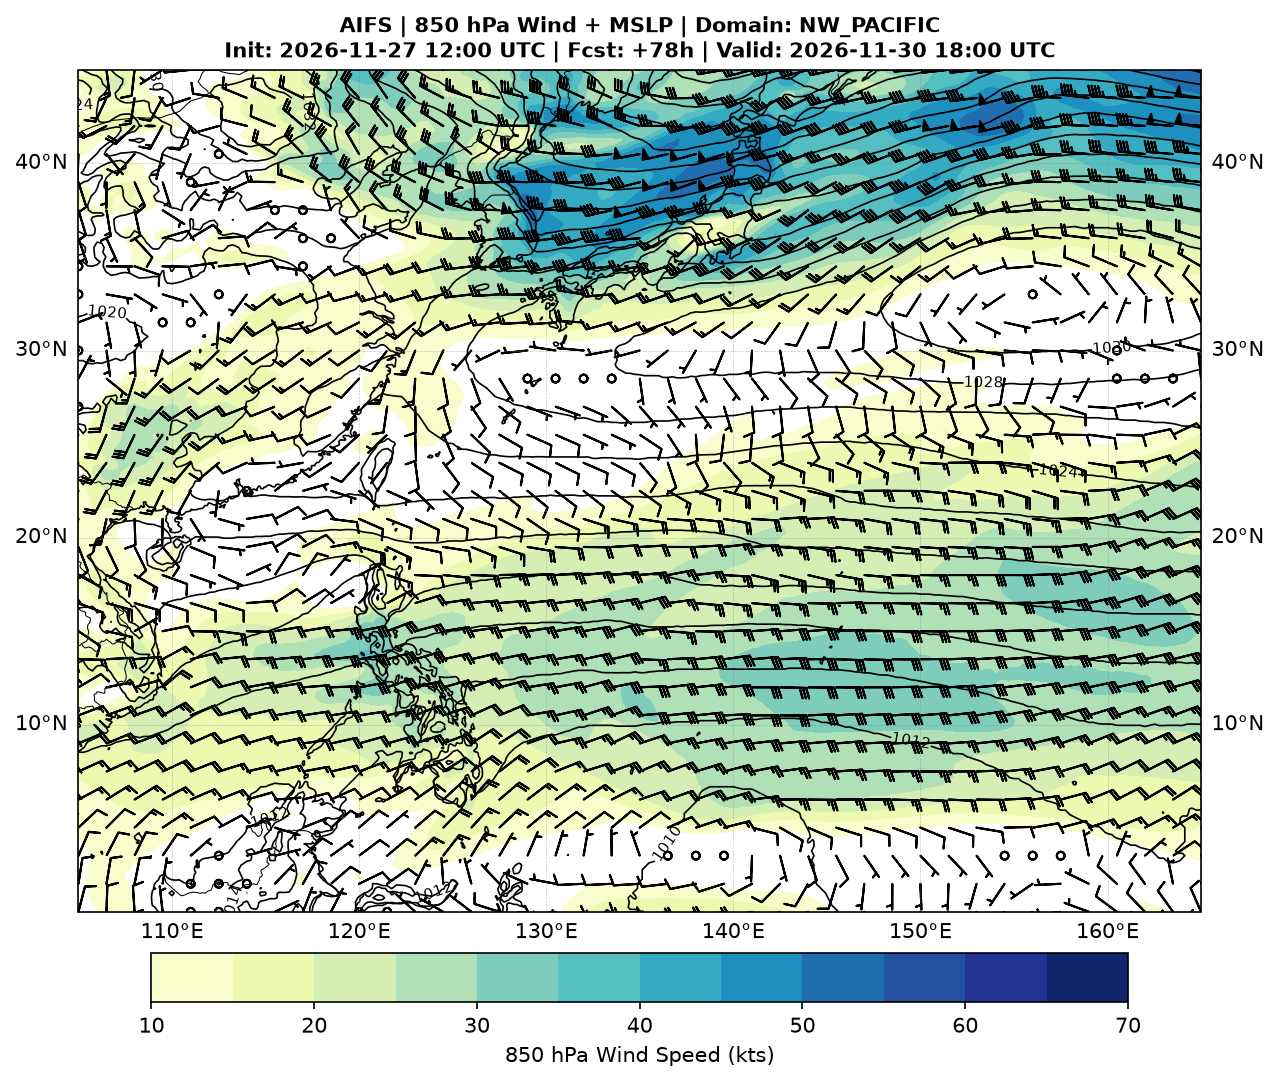 AIFS | 850 hPa Wind + MSLP | Domain: NW_PACIFIC
Init: 2026-11-27 12:00 UTC | Fcst: +78h | Valid: 2026-11-30 18:00 UTC
24
40°N
40°N
1020
30°N
1020
30°N
1028
1024
20°N
20°N
10°N
1012
10°N
1010
110°E
120°E
130°E
140°E
150°E
160°E
10
20
30
40
50
60
70
850 hPa Wind Speed (kts)